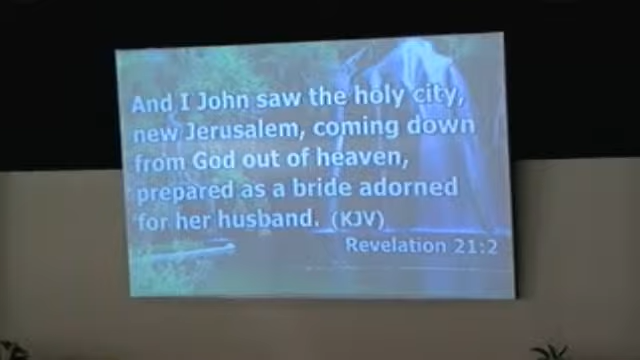 And I John saw the holy city,
new Jerusalem, coming down
from God out of heaven,
prepared as a bride adorned
for her husband. (KJV)
Revelation 21:2